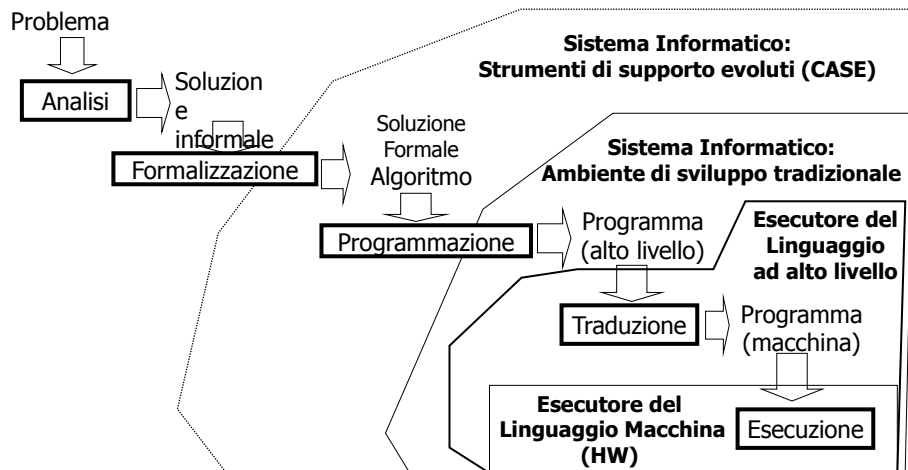 Problema
Analisi
Soluzion
e
informale
Formalizzazione
Soluzione
Formale
Algoritmo
Programmazione
Programma
(alto livello)
Traduzione
Programma
(macchina)
Esecuzione
Sistema Informatico:
Strumenti di supporto evoluti (CASE)
Sistema Informatico:
Ambiente di sviluppo tradizionale
Esecutore del
Linguaggio
ad alto livello
Esecutore del
Linguaggio Macchina
(HW)